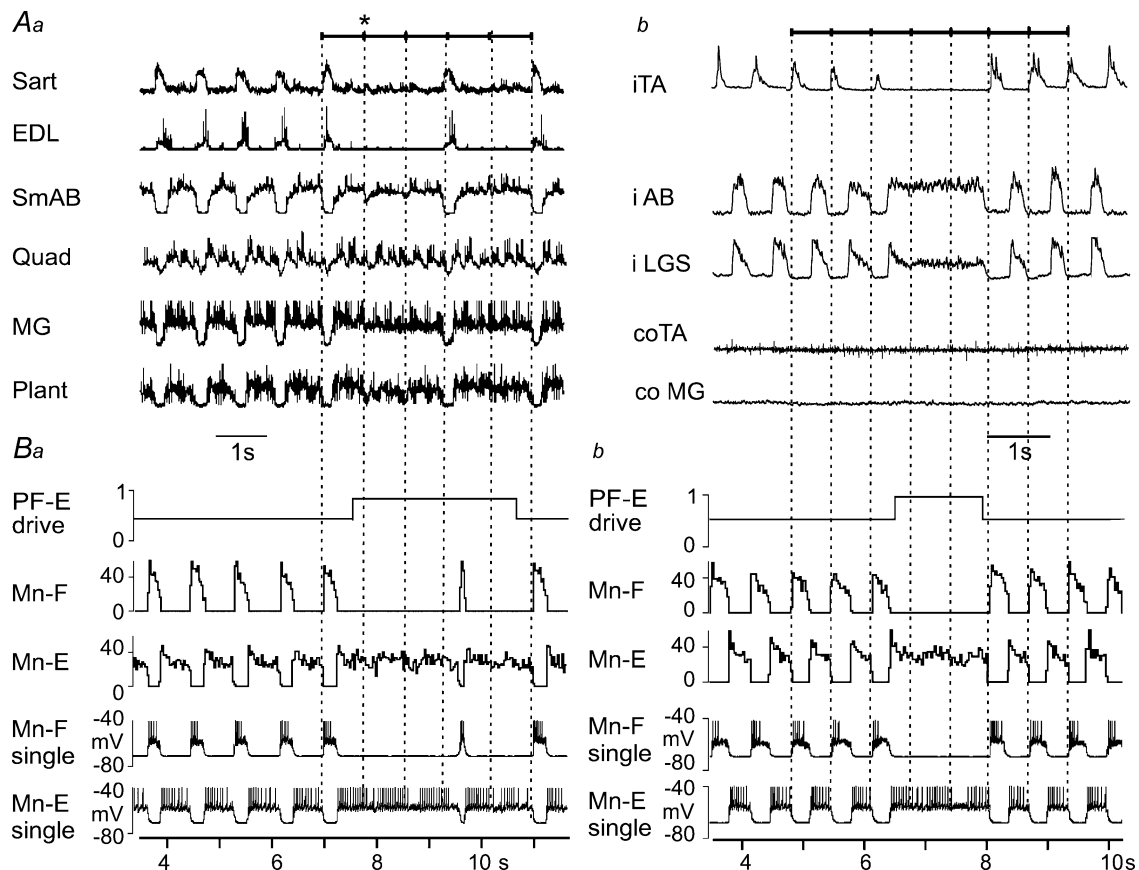 Aa
*
Sart
EDL
SmAB
Quad
MG
Plant
1s
b
iTA
i AB
i LGS
coTA
co MG
1s
Ba
PF-E
drive
1
0
Mn-F
40
0
Mn-E
40
0
Mn-F
single
-40
mV
-80
Mn-E
single
-40
mV
-80
4 6 8 10 s
b
PF-E
drive
1
0
Mn-F
40
0
Mn-E
40
0
Mn-F
single
-40
mV
-80
Mn-E
single
-40
mV
-80
4 6 8 10s